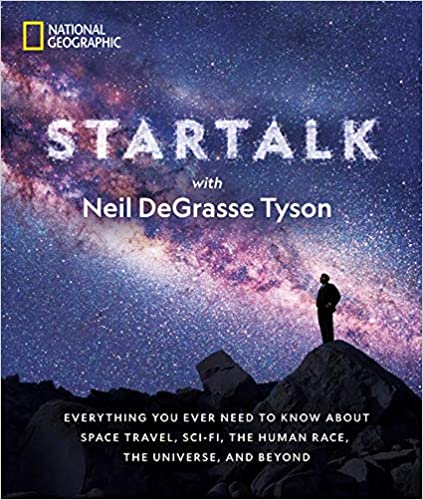 NATIONAL
GEOGRAPHIC
STARTALK
with
Neil DeGrasse Tyson
EVERYTHING YOU EVER NEED TO KNOW ABOUT
SPACE TRAVEL, SCI-FI, THE HUMAN RACE,
THE UNIVERSE, AND BEYOND